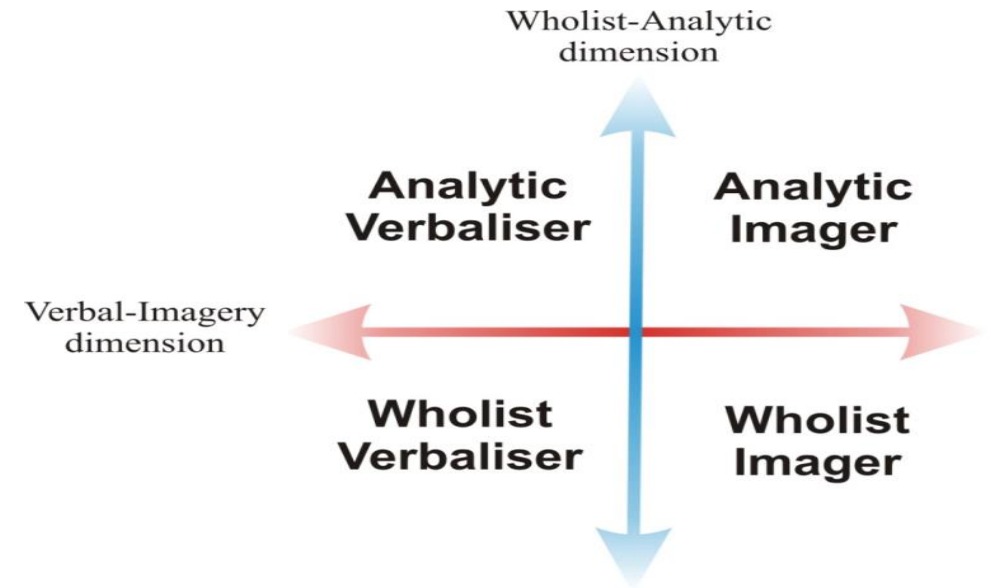 Wholist-Analytic
dimension
Analytic
Verbaliser
Analytic
Imager
Verbal-Imagery
dimension
Wholist
Verbaliser
Wholist
Imager